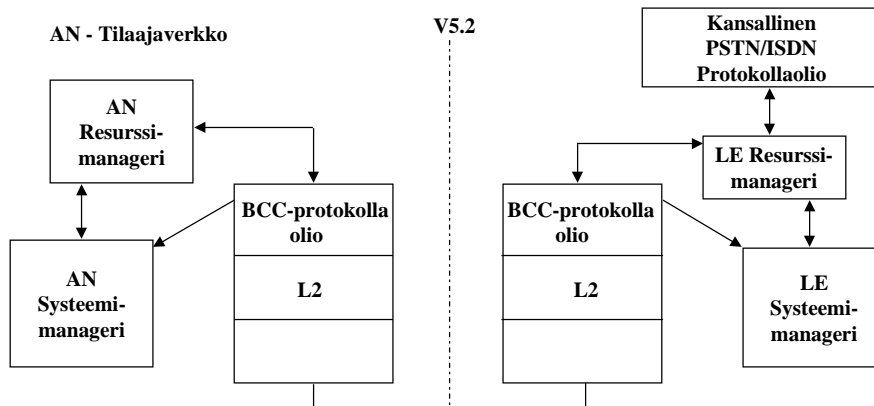 AN - Tilaajaverkko
V5.2
Kansallinen
PSTN/ISDN
Protokollaolio
AN
Resurssi-
manageri
LE Resurssi-
manageri
BCC-protokolla
olio
BCC-protokolla
olio
AN
Systeemi-
manageri
L2
L2
LE
Systeemi-
manageri